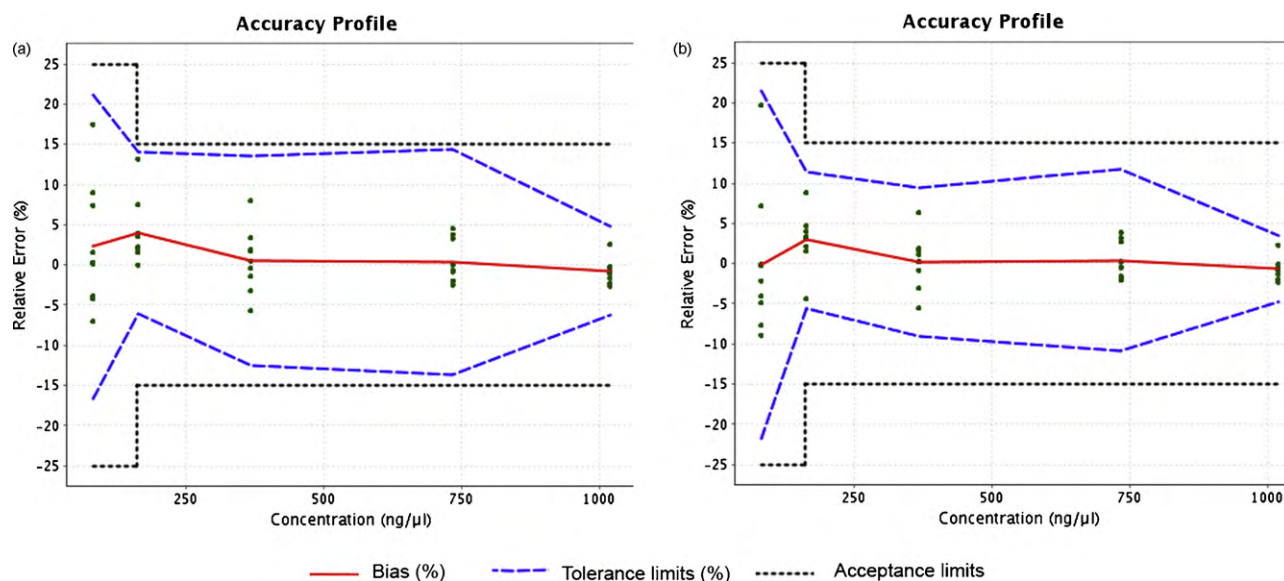 Accuracy Profile
(a)
25
20
15
10
5
0
-5
-10
-15
-20
-25
Relative Error (%)
250 500 750 1000
Concentration (ng/µl)
Accuracy Profile
(b)
25
20
15
10
5
0
-5
-10
-15
-20
-25
Relative Error (%)
250 500 750 1000
Concentration (ng/µl)
Bias (%) Tolerance limits (%) Acceptance limits